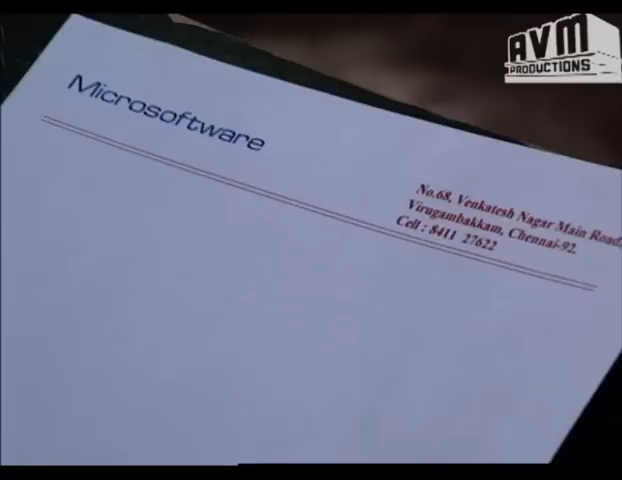 AVM
PRODUCTIONS
Microsoftware
No.68, Venkatesh Nagar Main Road,
Virugambakkam, Chennai-92.
Cell : 8411 27622